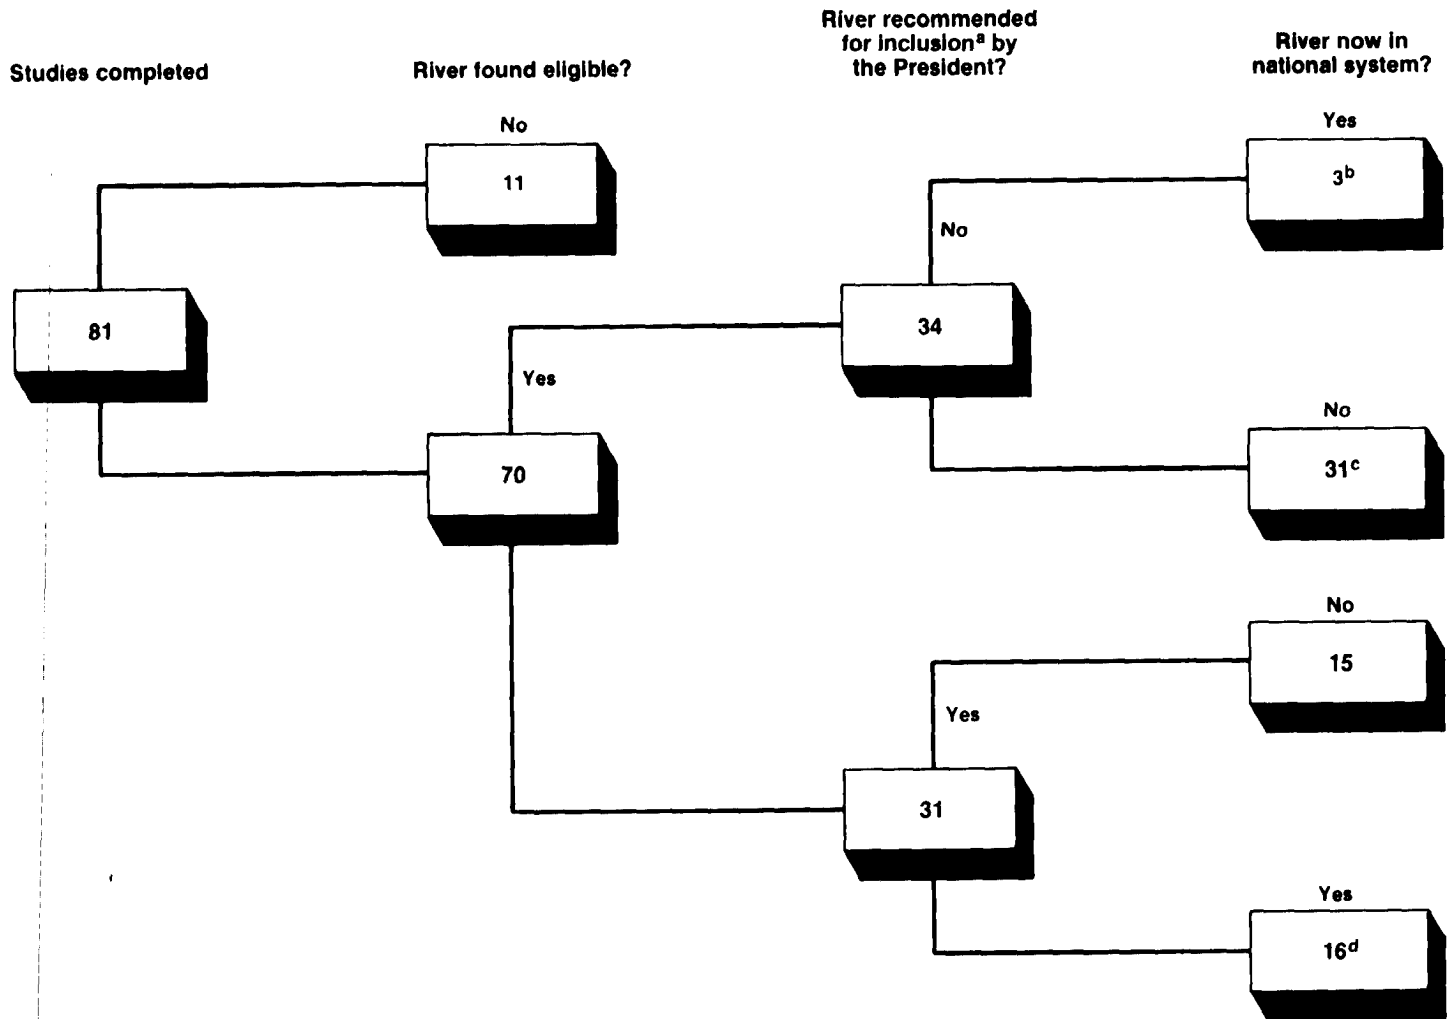 Studies completed
River found eligible?
River recommended
for inclusionᵃ by
the President?
River now in
national system?
No
11
Yes
3ᵇ
No
81
34
Yes
70
No
31ᶜ
No
15
Yes
31
Yes
16ᵈ